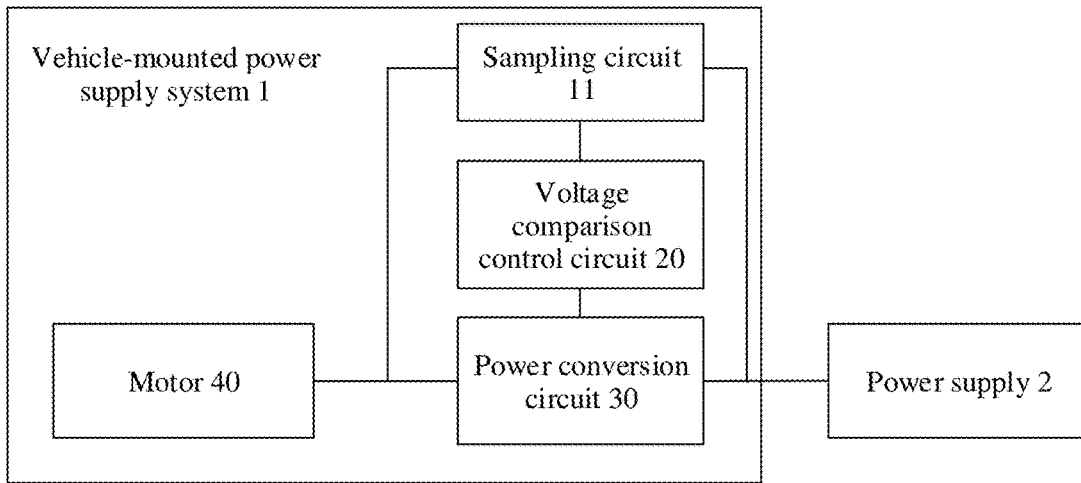 Vehicle-mounted power
supply system 1
Sampling circuit
11
Voltage
comparison
control circuit 20
Motor 40
Power conversion
circuit 30
Power supply 2